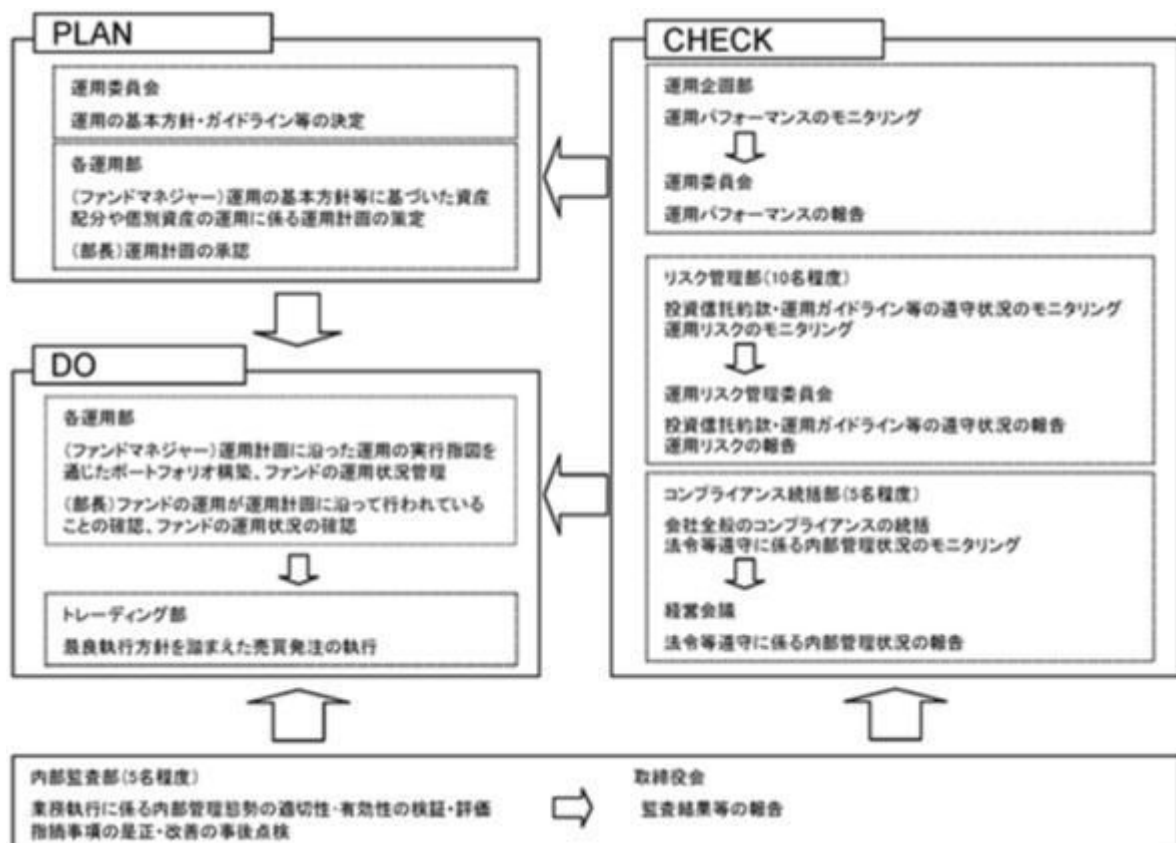 PLAN
運用委員会
運用の基本方針・ガイドライン等の決定
各運用部
(ファンドマネジャー)運用の基本方針等に基づいた資産
配分や個別資産の運用に係る運用計画の策定
(部長)運用計画の承認
DO
各運用部
(ファンドマネジャー)運用計画に沿った運用の実行指図を
通じたポートフォリオ構築、ファンドの運用状況管理
(部長)ファンドの運用が運用計画に沿って行われている
ことの確認、ファンドの運用状況の確認
トレーディング部
最良執行方針を踏まえた売買発注の執行
CHECK
運用企画部
運用パフォーマンスのモニタリング
運用委員会
運用パフォーマンスの報告
リスク管理部(10名程度)
投資信託約款・運用ガイドライン等の遵守状況のモニタリング
運用リスクのモニタリング
運用リスク管理委員会
投資信託約款・運用ガイドライン等の遵守状況の報告
運用リスクの報告
コンプライアンス統括部(5名程度)
会社全般のコンプライアンスの統括
法令等遵守に係る内部管理状況のモニタリング
経営会議
法令等遵守に係る内部管理状況の報告
内部監査部(5名程度)
業務執行に係る内部管理態勢の適切性・有効性の検証・評価
指摘事項の是正・改善の事後点検
取締役会
監査結果等の報告